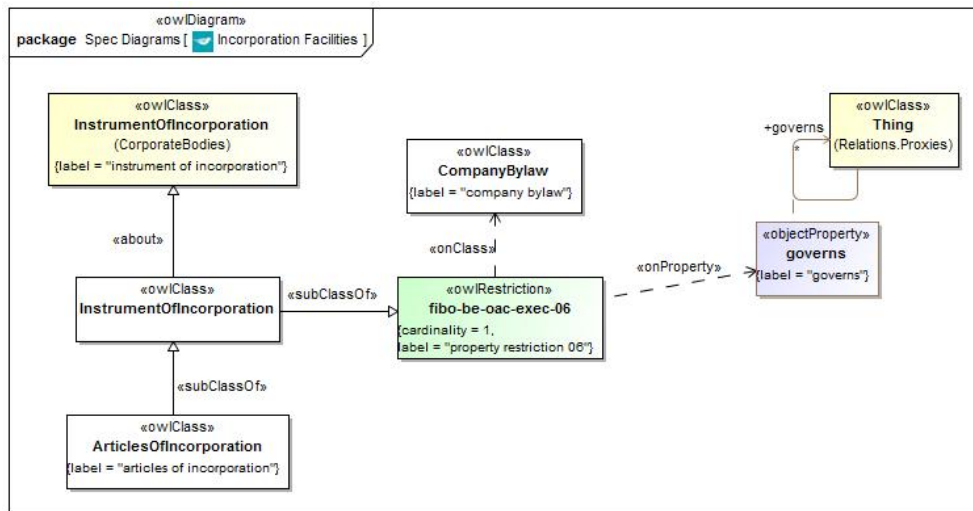 «owlDiagram»
package Spec Diagrams [ Incorporation Facilities ]
«owlClass»
InstrumentOfIncorporation
(CorporateBodies)
{label = "instrument of incorporation"}
«owlClass»
CompanyBylaw
{label = "company bylaw"}
+governs
*
«owlClass»
Thing
(Relations.Proxies)
«about»
«onClass»
«onProperty»
«objectProperty»
governs
{label = "governs"}
«owlClass»
InstrumentOfIncorporation
«subClassOf»
«owlRestriction»
fibo-be-oac-exec-06
{cardinality = 1,
label = "property restriction 06"}
«subClassOf»
«owlClass»
ArticlesOfIncorporation
{label = "articles of incorporation"}